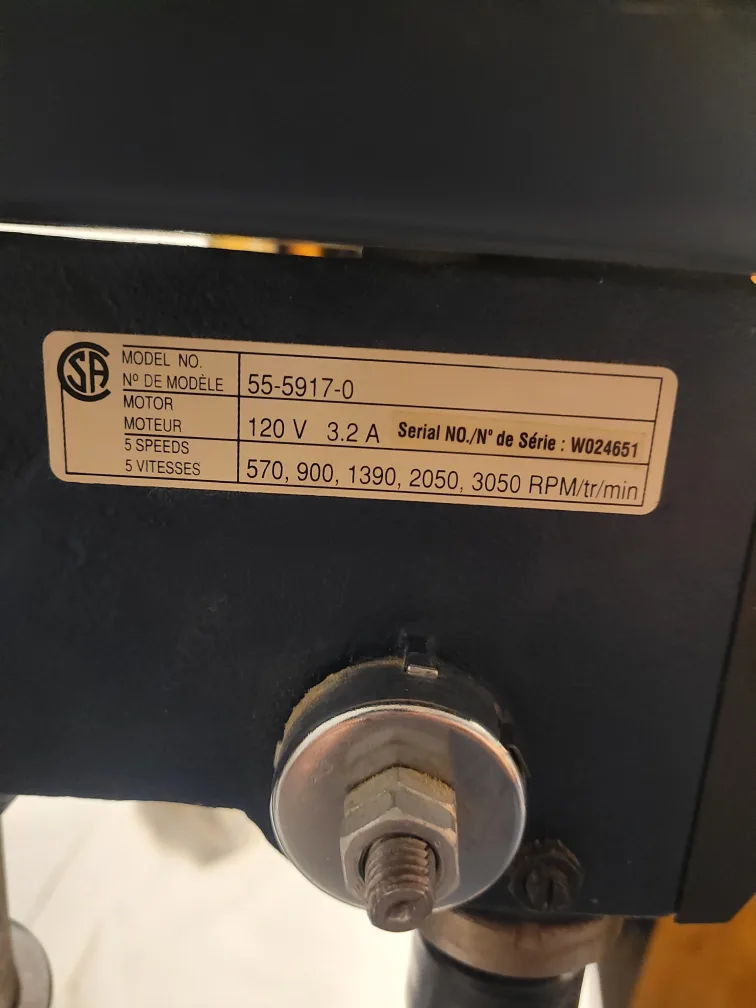 MODEL NO.
Nº DE MODÈLE 55-5917-0
MOTOR
MOTEUR 120 V 3.2 A Serial NO./N° de Série : W024651
5 SPEEDS
5 VITESSES 570, 900, 1390, 2050, 3050 RPM/tr/min
SA